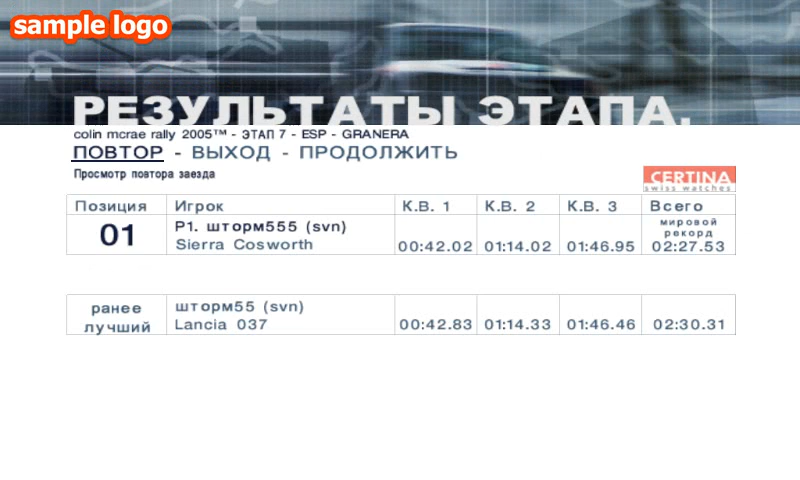 sample logo
РЕЗУЛЬТАТЫ ЭТАПА.
colin mcrae rally 2005™ - ЭТАП 7 - ESP - GRANERA
ПОВТОР - ВЫХОД - ПРОДОЛЖИТЬ
Просмотр повтора заезда
CERTINA
swiss watches
Позиция Игрок К.В. 1 К.В. 2 К.В. 3 Всего
01 P1. шторм555 (svn) мировой рекорд
Sierra Cosworth 00:42.02 01:14.02 01:46.95 02:27.53
ранее лучший шторм55 (svn)
Lancia 037 00:42.83 01:14.33 01:46.46 02:30.31